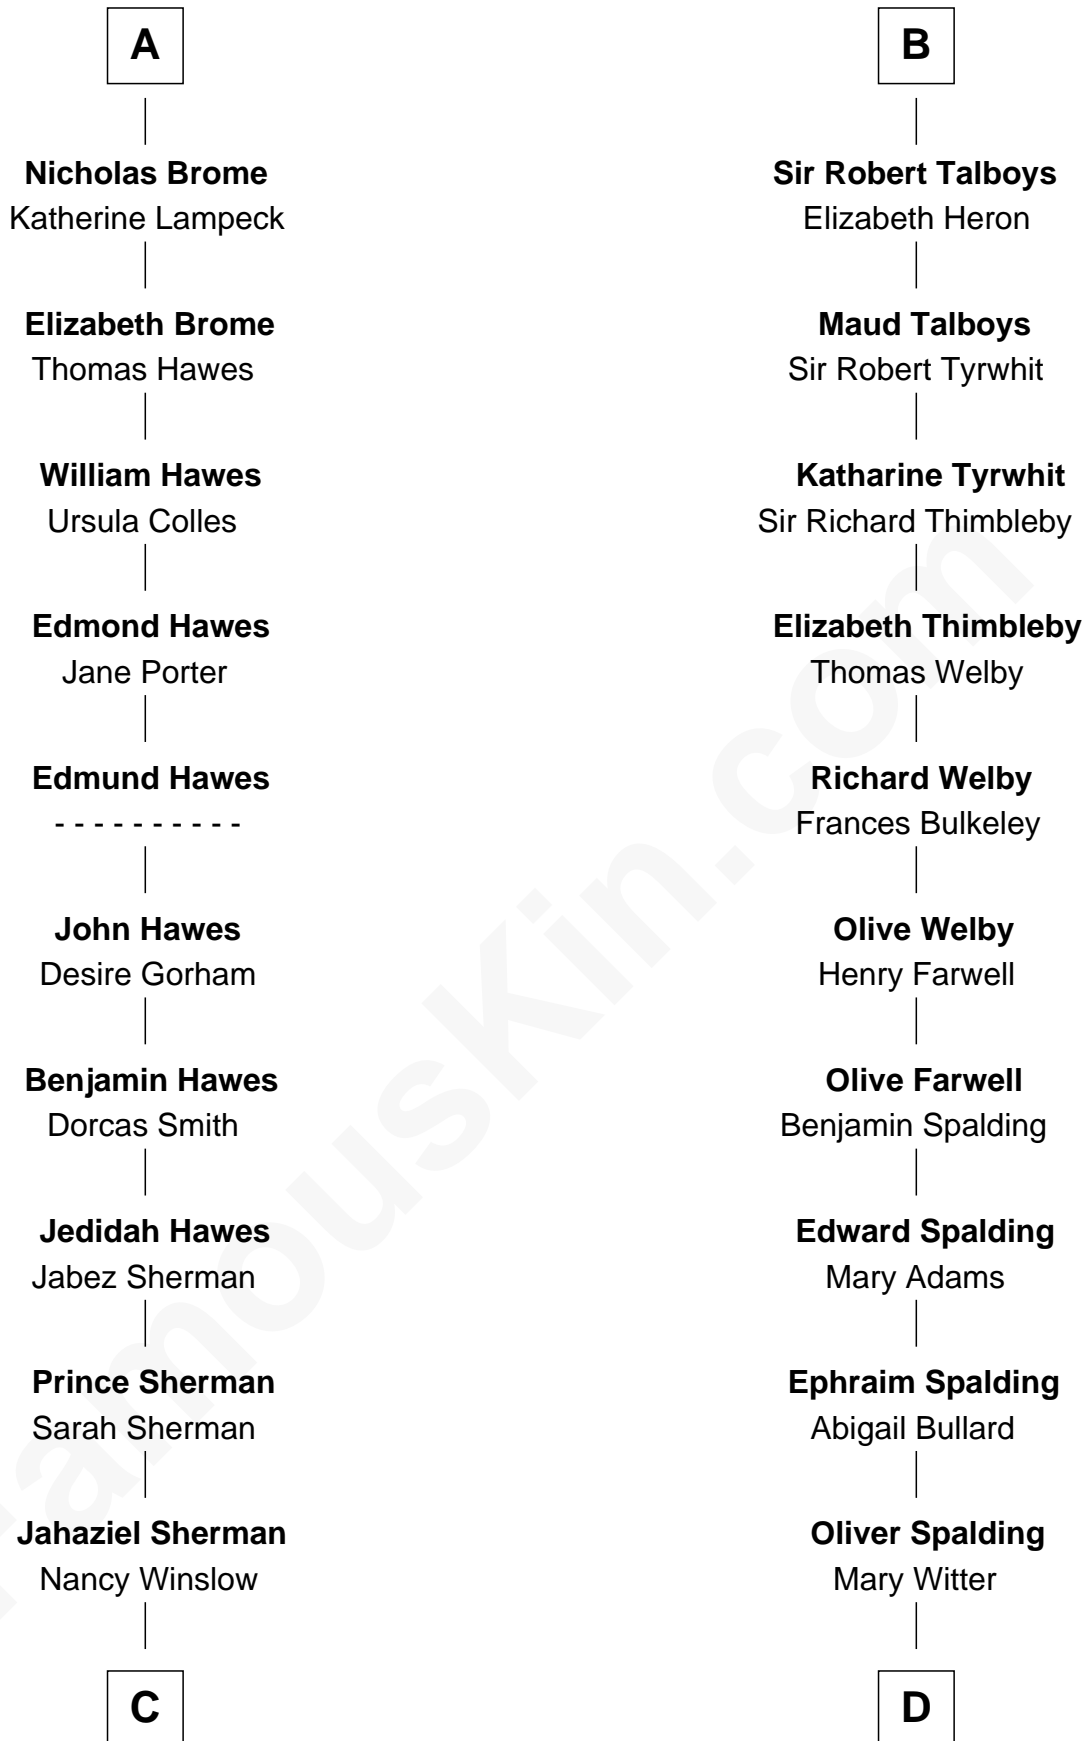 A
Nicholas Brome
Katherine Lampeck
Elizabeth Brome
Thomas Hawes
William Hawes
Ursula Colles
Edmond Hawes
Jane Porter
Edmund Hawes
- - - - - - - - - -
John Hawes
Desire Gorham
Benjamin Hawes
Dorcas Smith
Jedidah Hawes
Jabez Sherman
Prince Sherman
Sarah Sherman
Jahaziel Sherman
Nancy Winslow
C
B
Sir Robert Talboys
Elizabeth Heron
Maud Talboys
Sir Robert Tyrwhit
Katharine Tyrwhit
Sir Richard Thimbleby
Elizabeth Thimbleby
Thomas Welby
Richard Welby
Frances Bulkeley
Olive Welby
Henry Farwell
Olive Farwell
Benjamin Spalding
Edward Spalding
Mary Adams
Ephraim Spalding
Abigail Bullard
Oliver Spalding
Mary Witter
D
FamousKin.com